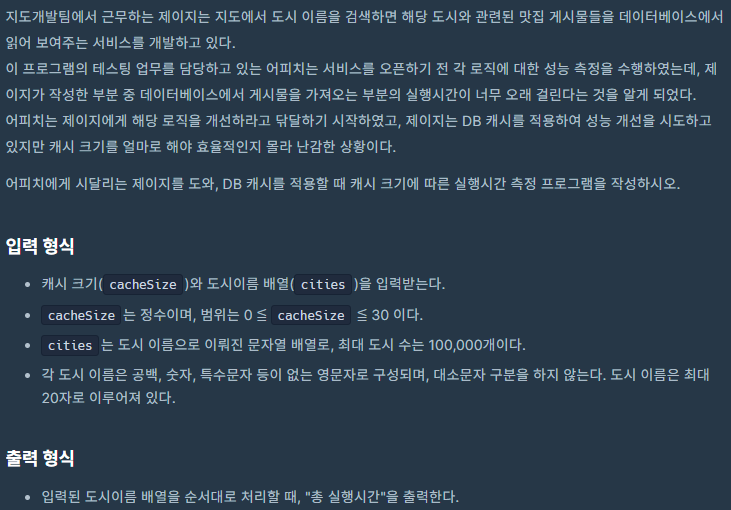 지도개발팀에서 근무하는 제이지는 지도에서 도시 이름을 검색하면 해당 도시와 관련된 맛집 게시물들을 데이터베이스에서
읽어 보여주는 서비스를 개발하고 있다.
이 프로그램의 테스팅 업무를 담당하고 있는 어피치는 서비스를 오픈하기 전 각 로직에 대한 성능 측정을 수행하였는데, 제
이지가 작성한 부분 중 데이터베이스에서 게시물을 가져오는 부분의 실행시간이 너무 오래 걸린다는 것을 알게 되었다.
어피치는 제이지에게 해당 로직을 개선하라고 닦달하기 시작하였고, 제이지는 DB 캐시를 적용하여 성능 개선을 시도하고
있지만 캐시 크기를 얼마로 해야 효율적인지 몰라 난감한 상황이다.
어피치에게 시달리는 제이지를 도와, DB 캐시를 적용할 때 캐시 크기에 따른 실행시간 측정 프로그램을 작성하시오.
입력 형식
• 캐시 크기( cacheSize )와 도시이름 배열( cities )을 입력받는다.
• cacheSize 는 정수이며, 범위는 0 ≦ cacheSize ≦ 30 이다.
• cities 는 도시 이름으로 이뤄진 문자열 배열로, 최대 도시 수는 100,000개이다.
• 각 도시 이름은 공백, 숫자, 특수문자 등이 없는 영문자로 구성되며, 대소문자 구분을 하지 않는다. 도시 이름은 최대
20자로 이루어져 있다.
출력 형식
• 입력된 도시이름 배열을 순서대로 처리할 때, "총 실행시간"을 출력한다.